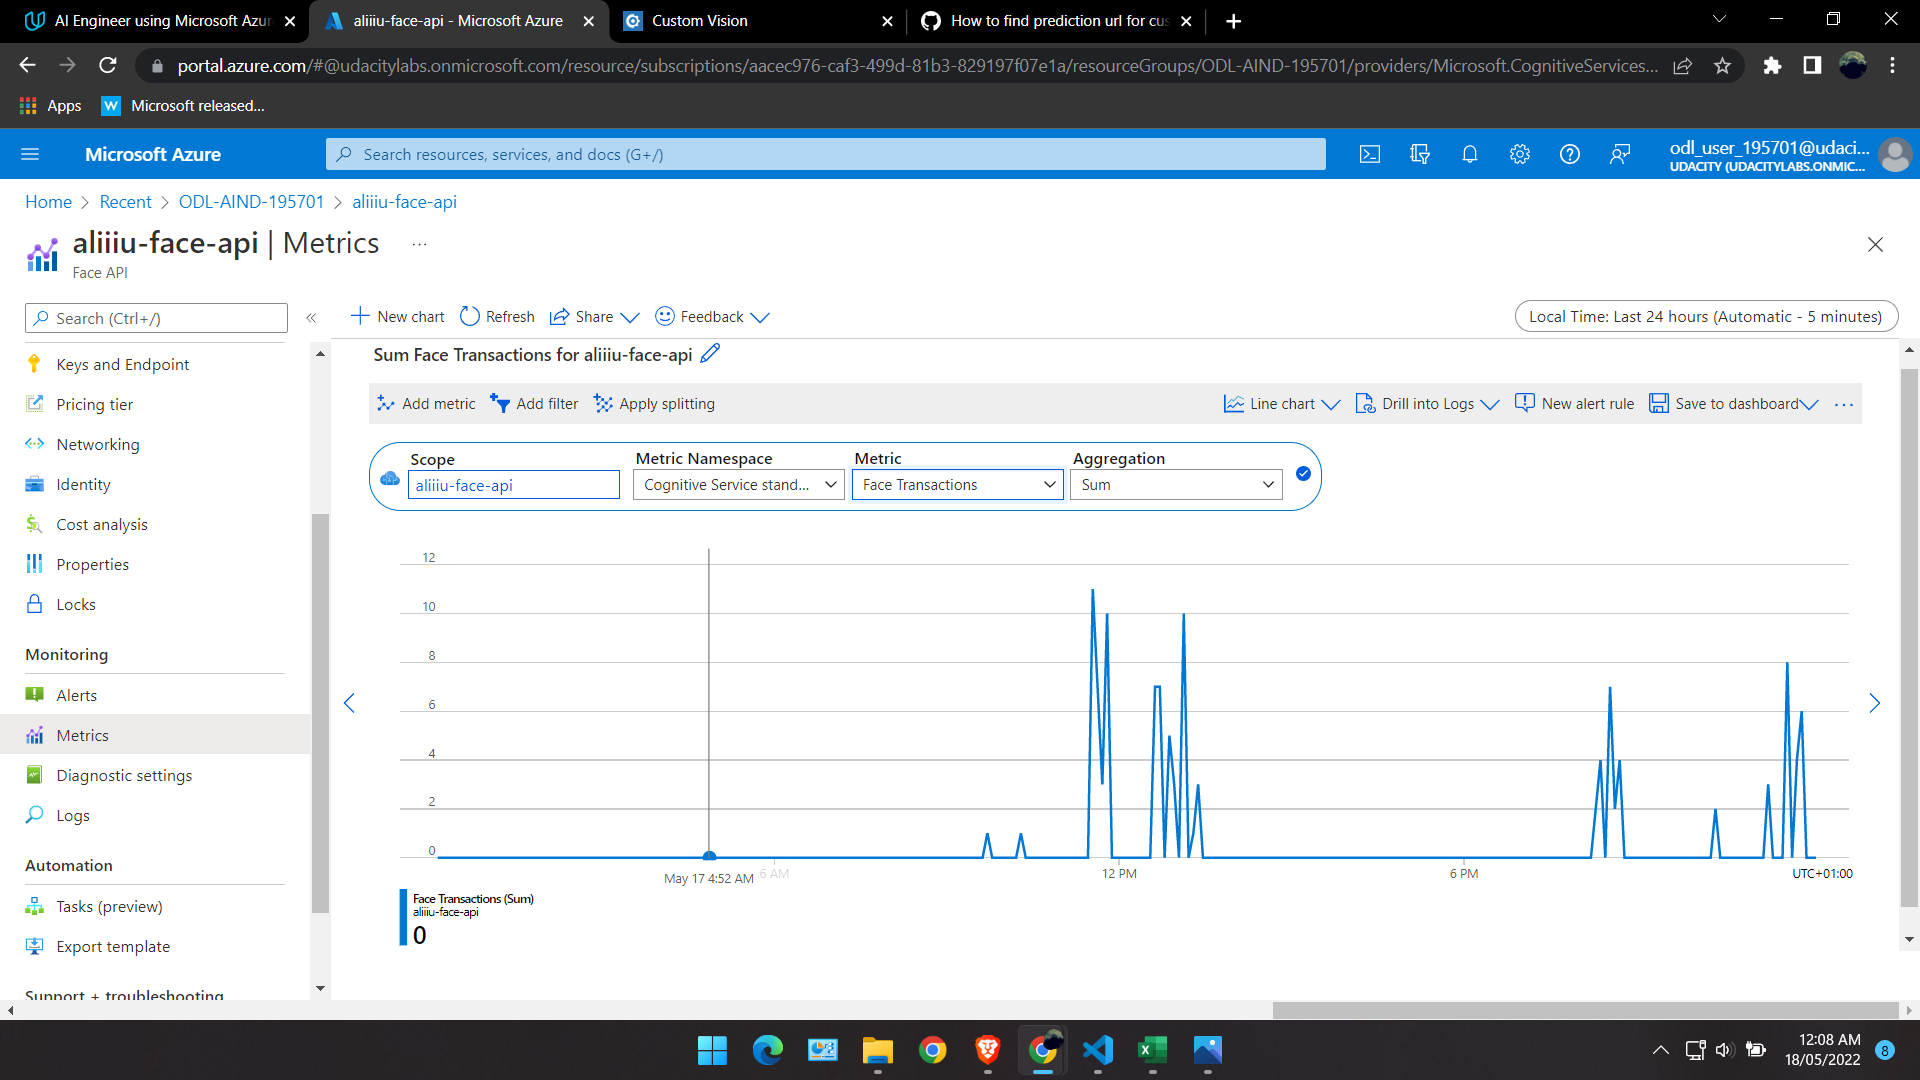 AI Engineer using Microsoft Azur
aliiiu-face-api - Microsoft Azure
Custom Vision
How to find prediction url for cus
portal.azure.com/#@udacitylabs.onmicrosoft.com/resource/subscriptions/aacec976-caf3-499d-81b3-829197f07e1a/resourceGroups/ODL-AIND-195701/providers/Microsoft.CognitiveServices...
Apps
Microsoft released...
Microsoft Azure
Search resources, services, and docs (G+/)
odl_user_195701@udaci...
UDACITY (UDACITYLABS.ONMIC...
Home > Recent > ODL-AIND-195701 > aliiiu-face-api
aliiiu-face-api | Metrics ...
Face API
Search (Ctrl+/)
«
New chart
Refresh
Share
Feedback
Local Time: Last 24 hours (Automatic - 5 minutes)
Keys and Endpoint
Pricing tier
Networking
Identity
Cost analysis
Properties
Locks
Monitoring
Alerts
Metrics
Diagnostic settings
Logs
Automation
Tasks (preview)
Export template
Support + troubleshooting
Sum Face Transactions for aliiiu-face-api
Add metric
Add filter
Apply splitting
Line chart
Drill into Logs
New alert rule
Save to dashboard
...
Scope
aliiiu-face-api
Metric Namespace
Cognitive Service stand...
Metric
Face Transactions
Aggregation
Sum
12
10
8
6
4
2
0
May 17 4:52 AM
6 AM
12 PM
6 PM
UTC+01:00
Face Transactions (Sum)
aliiiu-face-api
0
12:08 AM
18/05/2022
8